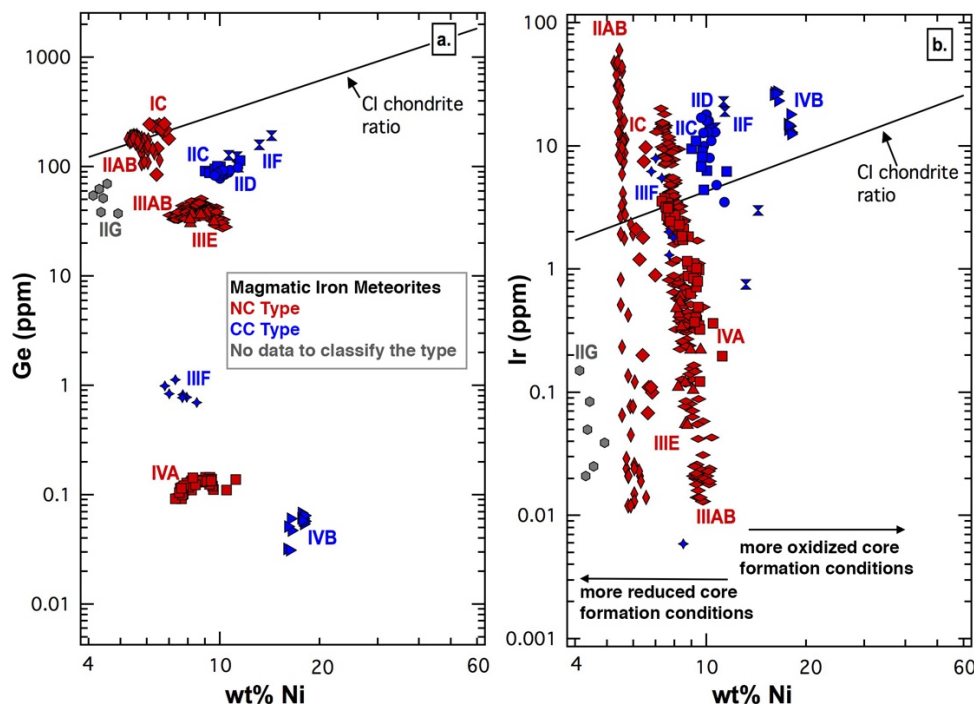 a.
1000
100
10
1
0.1
0.01
Ge (ppm)
4
10
20
60
wt% Ni
CI chondrite
ratio
IC
IIAB
IIC
IIF
IID
IIIAB
IIIE
IIG
Magmatic Iron Meteorites
NC Type
CC Type
No data to classify the type
IIIF
IVA
IVB
b.
100
10
1
0.1
0.01
0.001
Ir (ppm)
4
10
20
60
wt% Ni
IIAB
IC
IID
IIC
IIF
IVB
IIIF
CI chondrite
ratio
IVA
IIG
IIIE
IIIAB
more oxidized core
formation conditions
more reduced core
formation conditions